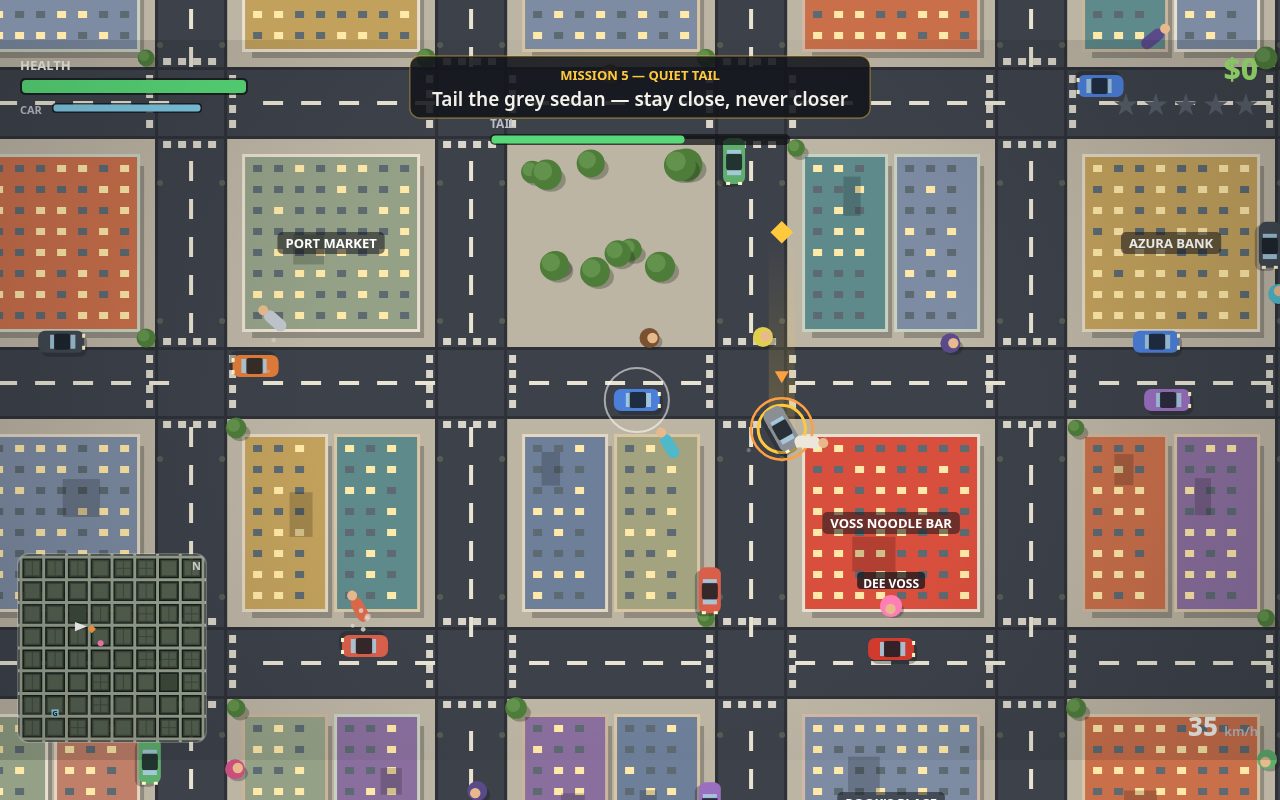 HEALTH
CAR
MISSION 5 — QUIET TAIL
Tail the grey sedan — stay close, never closer
TAIL
$0
PORT MARKET
AZURA BANK
VOSS NOODLE BAR
DEE VOSS
N
G
35 km/h